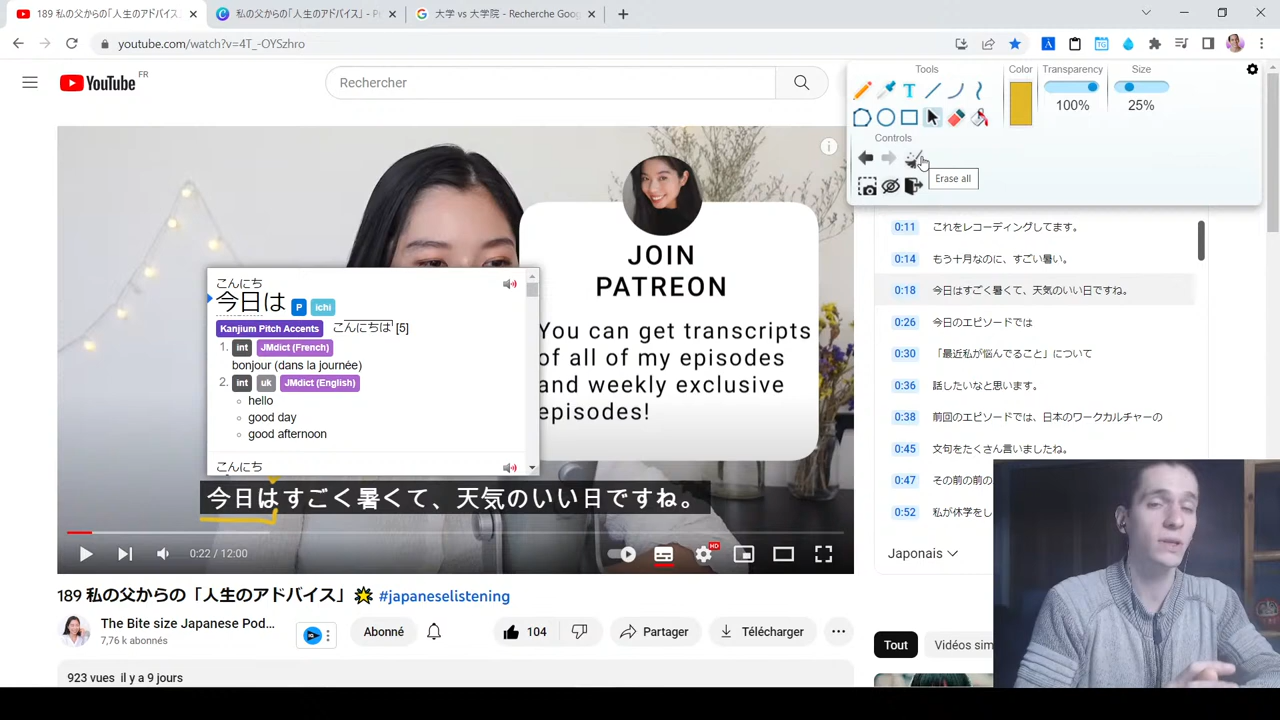 189 私の父からの「人生のアドバイス」
私の父からの「人生のアドバイス」 - P
大学 vs 大学院 - Recherche Goo
youtube.com/watch?v=4T_-OYSzhro
YouTube FR
Rechercher
Tools
Color
Transparency
Size
100%
25%
Controls
Erase all
JOIN
PATREON
You can get transcripts
of all of my episodes
and weekly exclusive
episodes!
こんにち
今日は P ichi
Kanjium Pitch Accents こんにちは [5]
1. int JMdict (French)
bonjour (dans la journée)
2. int uk JMdict (English)
hello
good day
good afternoon
こんにち
今日はすごく暑くて、天気のいい日ですね。
0:22 / 12:00
HD
0:11 これをレコーディングしてます。
0:14 もう十月なのに、すごい暑い。
0:18 今日はすごく暑くて、天気のいい日ですね。
0:26 今日のエピソードでは
0:30 「最近私が悩んでること」について
0:36 話したいなと思います。
0:38 前回のエピソードでは、日本のワークカルチャーの
0:45 文句をたくさん言いましたね。
0:47 その前の前の
0:52 私が休学をし
Japonais
189 私の父からの「人生のアドバイス」 🌟 #japaneselistening
The Bite size Japanese Pod...
7,76 k abonnés
Abonné
104
Partager
Télécharger
Tout
Vidéos sim
923 vues il y a 9 jours